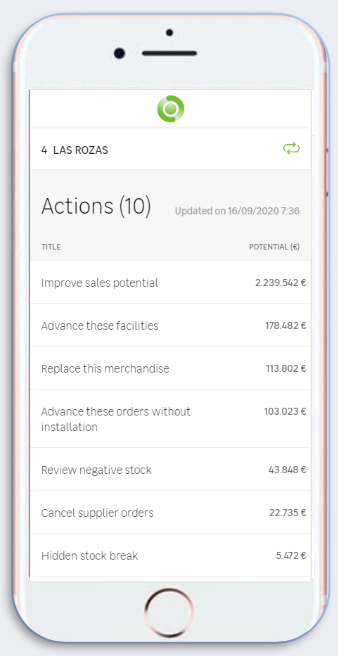 4 LAS ROZAS
Actions (10) Updated on 16/09/2020 7:36
TITLE POTENTIAL (€)
Improve sales potential 2.239.542 €
Advance these facilities 178.482 €
Replace this merchandise 113.802 €
Advance these orders without 103.023 €
installation
Review negative stock 43.848 €
Cancel supplier orders 22.735 €
Hidden stock break 5.472 €